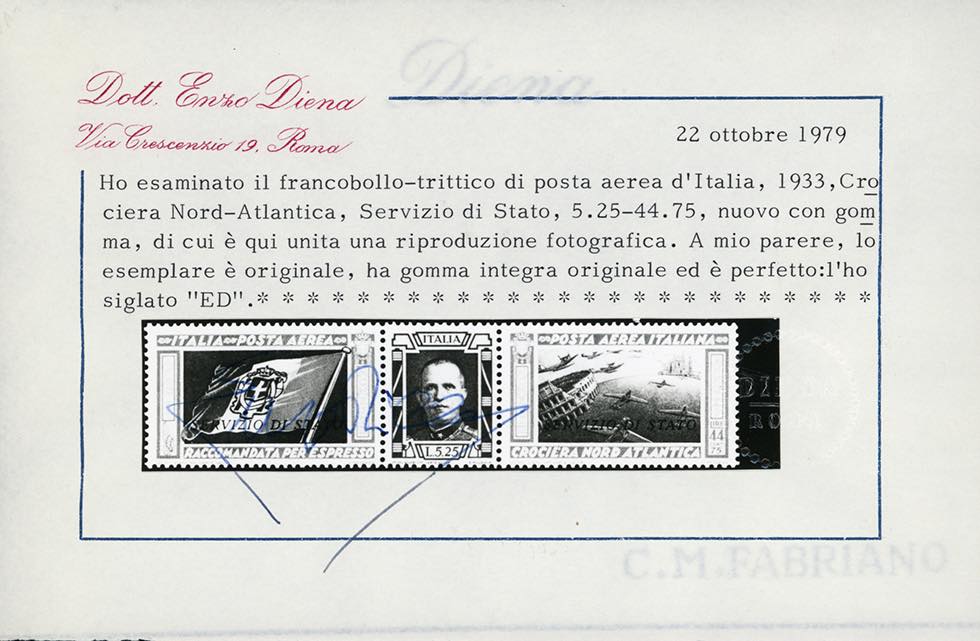 Diena
Dott. Enzo Diena
Via Crescenzio 19, Roma
22 ottobre 1979
Ho esaminato il francobollo-trittico di posta aerea d'Italia, 1933,Cro
ciera Nord-Atlantica, Servizio di Stato, 5.25-44.75, nuovo con gom
ma, di cui è qui unita una riproduzione fotografica. A mio parere, lo
esemplare è originale, ha gomma integra originale ed è perfetto:l'ho
siglato "ED".* * * * * * * * * * * * * * * * * * * * * * * * *
ITALIA POSTA AEREA
SERVIZIO DI STATO
RACCOMANDATA PER ESPRESSO
ITALIA
L.5.25
POSTA AEREA ITALIANA
SERVIZIO DI STATO
LIRE 44 75
CROCIERA NORD ATLANTICA
DI
RO
C.M.FABRIANO